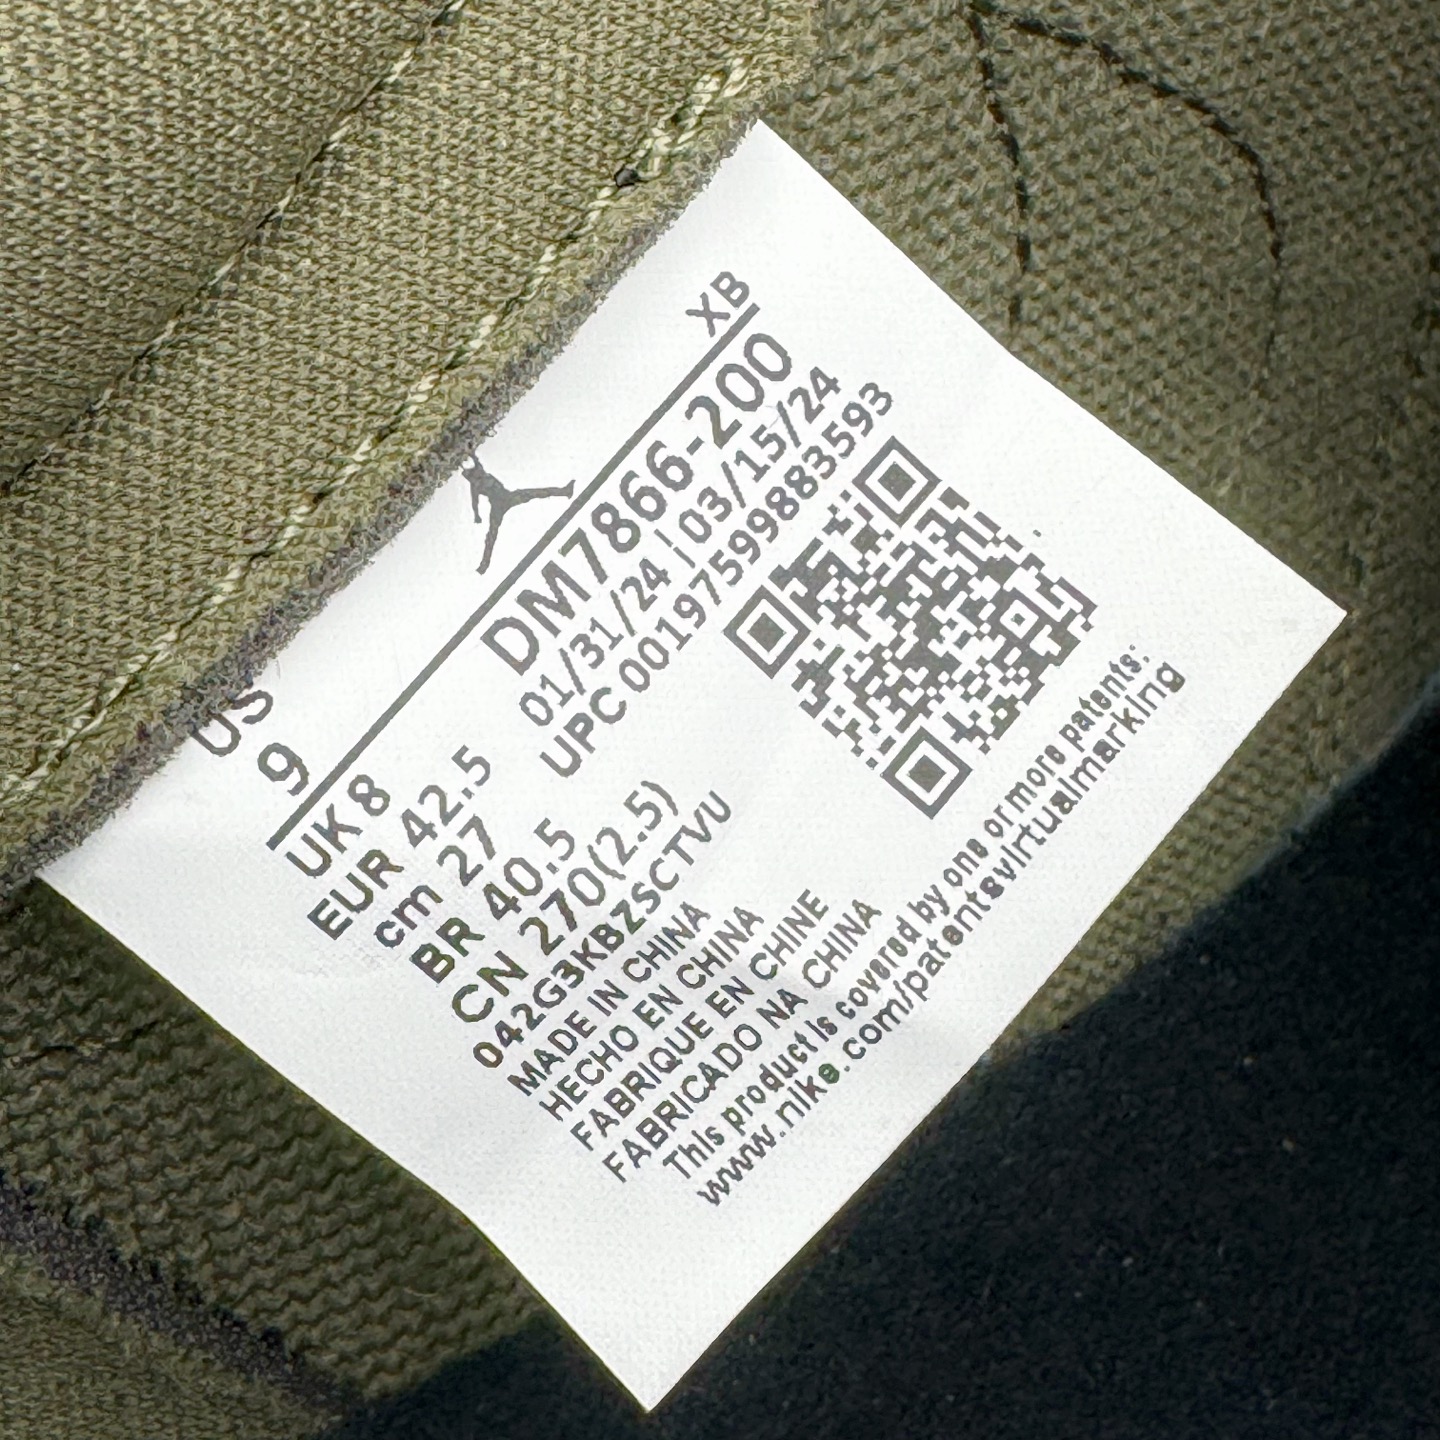 XB
US
9
UK 8
EUR 42.5
cm 27
BR 40.5
CN 270(2.5)
DM7866-200
01/31/24 | 03/15/24
UPC 00197599883593
042G3KBZSCTVU
MADE IN CHINA
HECHO EN CHINA
FABRIQUE EN CHINE
FABRICADO NA CHINA
This product is covered by one or more patents:
www.nike.com/patentsvirtualmarking